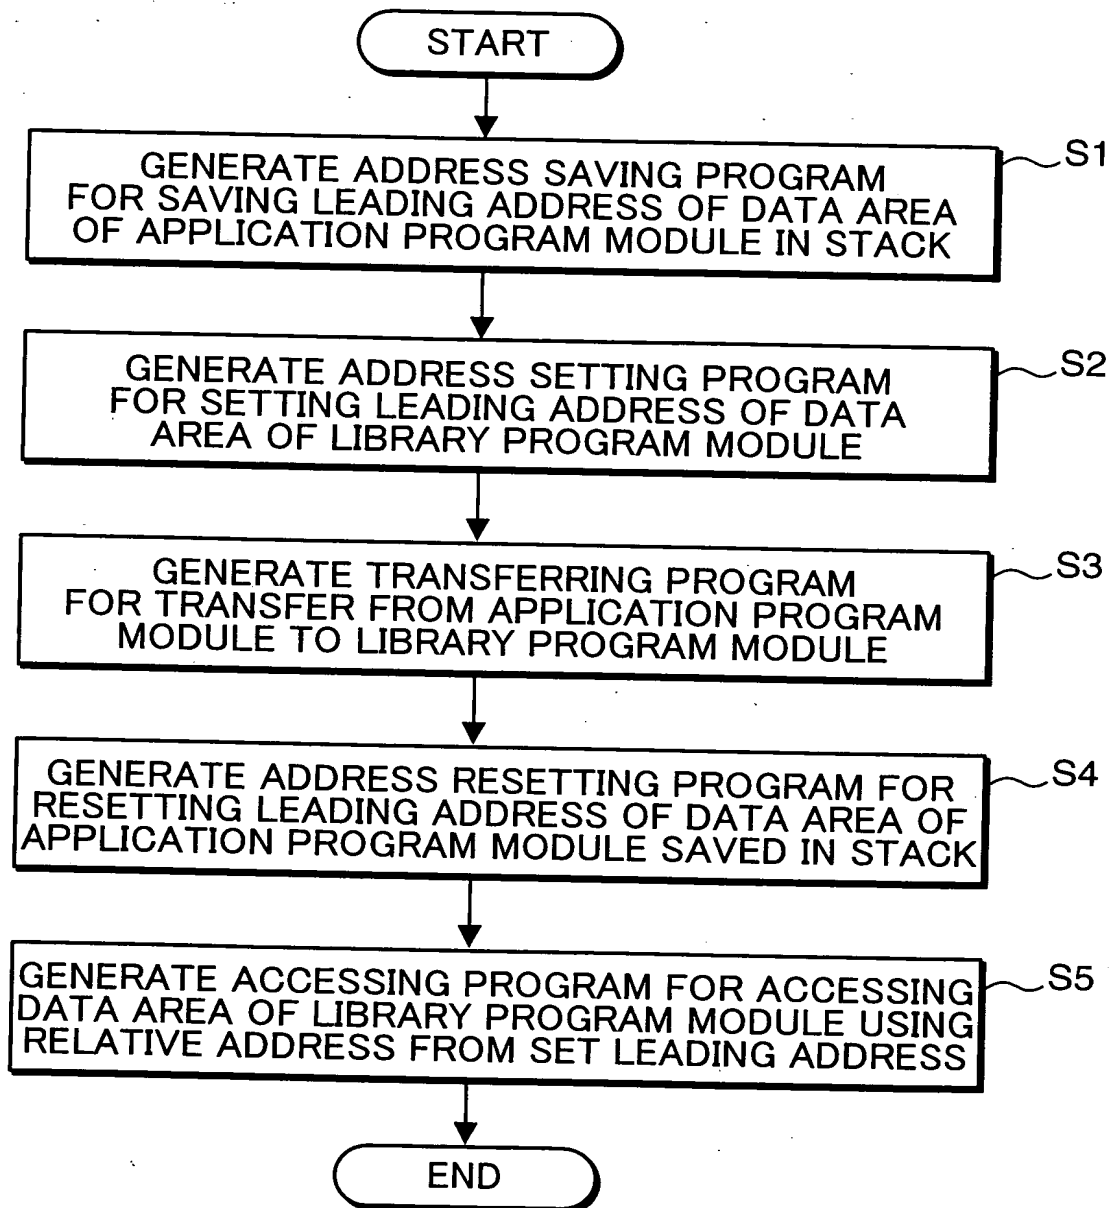 START
GENERATE ADDRESS SAVING PROGRAM
FOR SAVING LEADING ADDRESS OF DATA AREA
OF APPLICATION PROGRAM MODULE IN STACK
S1
GENERATE ADDRESS SETTING PROGRAM
FOR SETTING LEADING ADDRESS OF DATA
AREA OF LIBRARY PROGRAM MODULE
S2
GENERATE TRANSFERRING PROGRAM
FOR TRANSFER FROM APPLICATION PROGRAM
MODULE TO LIBRARY PROGRAM MODULE
S3
GENERATE ADDRESS RESETTING PROGRAM FOR
RESETTING LEADING ADDRESS OF DATA AREA OF
APPLICATION PROGRAM MODULE SAVED IN STACK
S4
GENERATE ACCESSING PROGRAM FOR ACCESSING
DATA AREA OF LIBRARY PROGRAM MODULE USING
RELATIVE ADDRESS FROM SET LEADING ADDRESS
S5
END